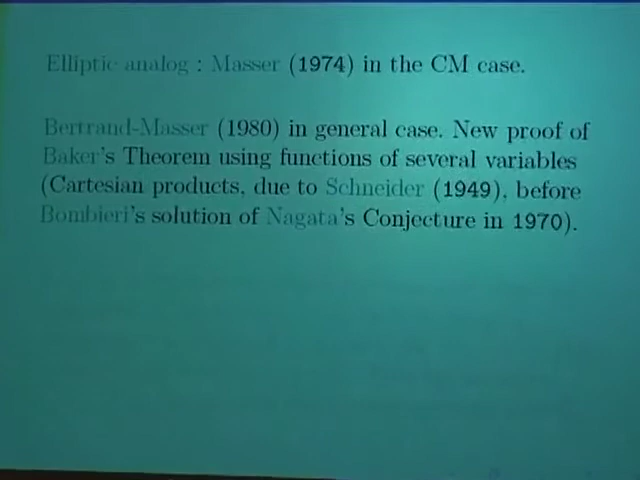 Elliptic analog : Masser (1974) in the CM case.
Bertrand-Masser (1980) in general case. New proof of
Baker's Theorem using functions of several variables
(Cartesian products, due to Schneider (1949), before
Bombieri's solution of Nagata's Conjecture in 1970).